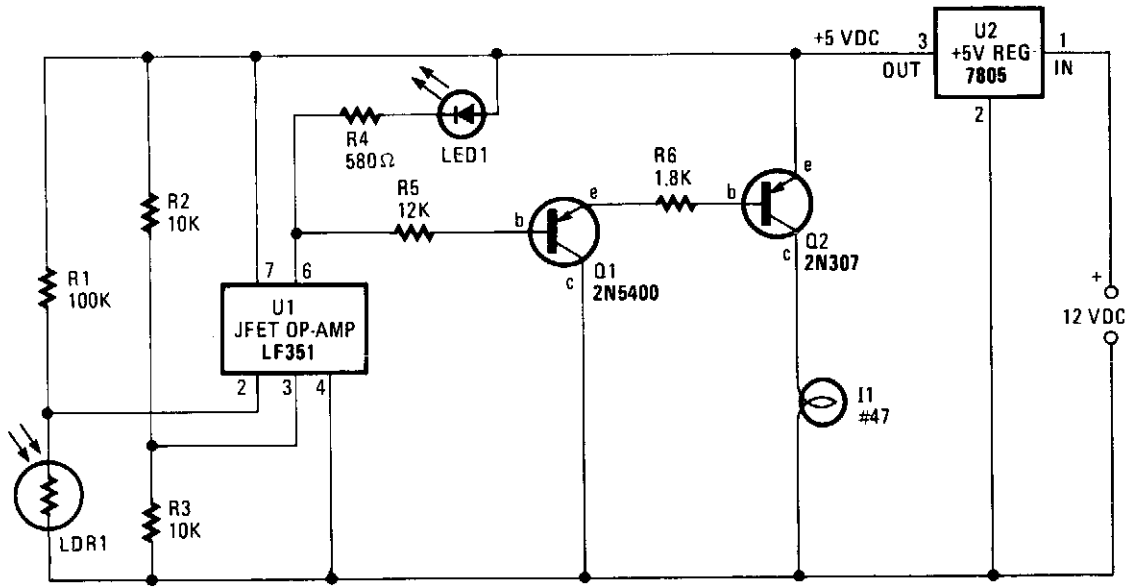 +5 VDC
3
OUT
U2
+5V REG
7805
1
IN
2
R4
580Ω
LED1
R2
10K
R5
12K
R6
1.8K
b
e
c
Q1
2N5400
b
e
c
Q2
2N307
R1
100K
7
6
U1
JFET OP-AMP
LF351
2
3
4
+
12 VDC
I1
#47
LDR1
R3
10K